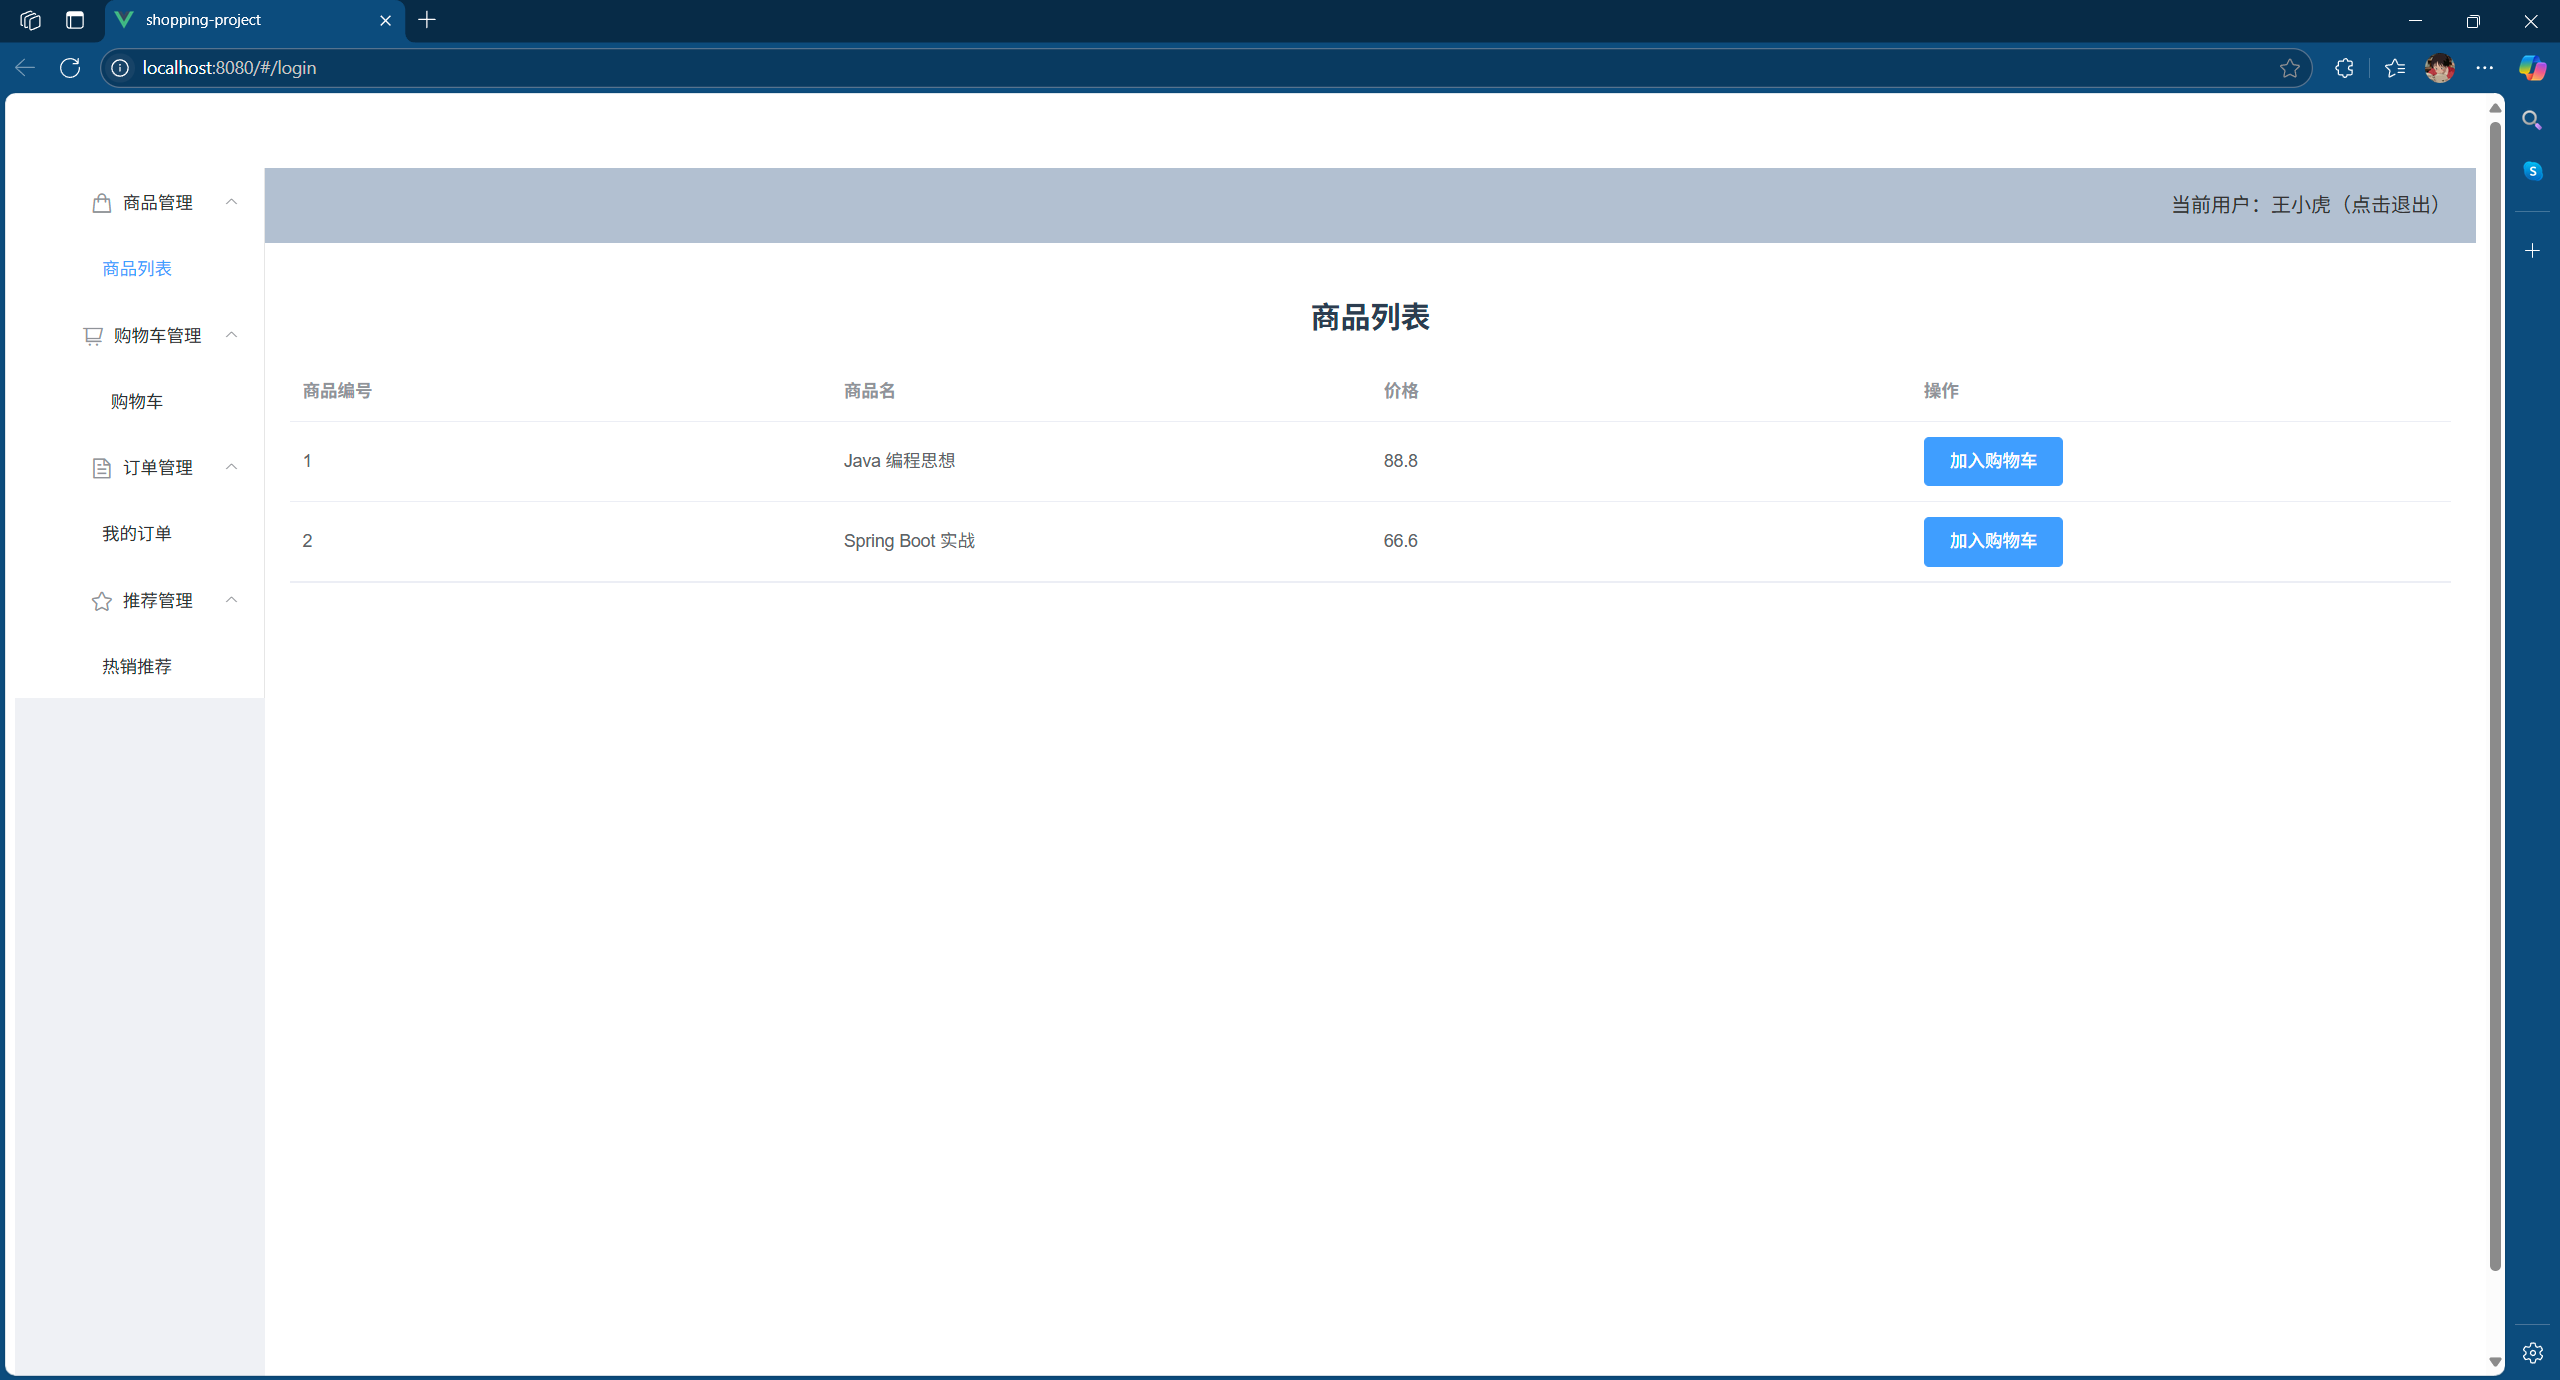 shopping-project
localhost:8080/#/login
当前用户：王小虎（点击退出）
商品管理
商品列表
购物车管理
购物车
订单管理
我的订单
推荐管理
热销推荐
商品列表
商品编号 商品名 价格 操作
1 Java 编程思想 88.8 加入购物车
2 Spring Boot 实战 66.6 加入购物车